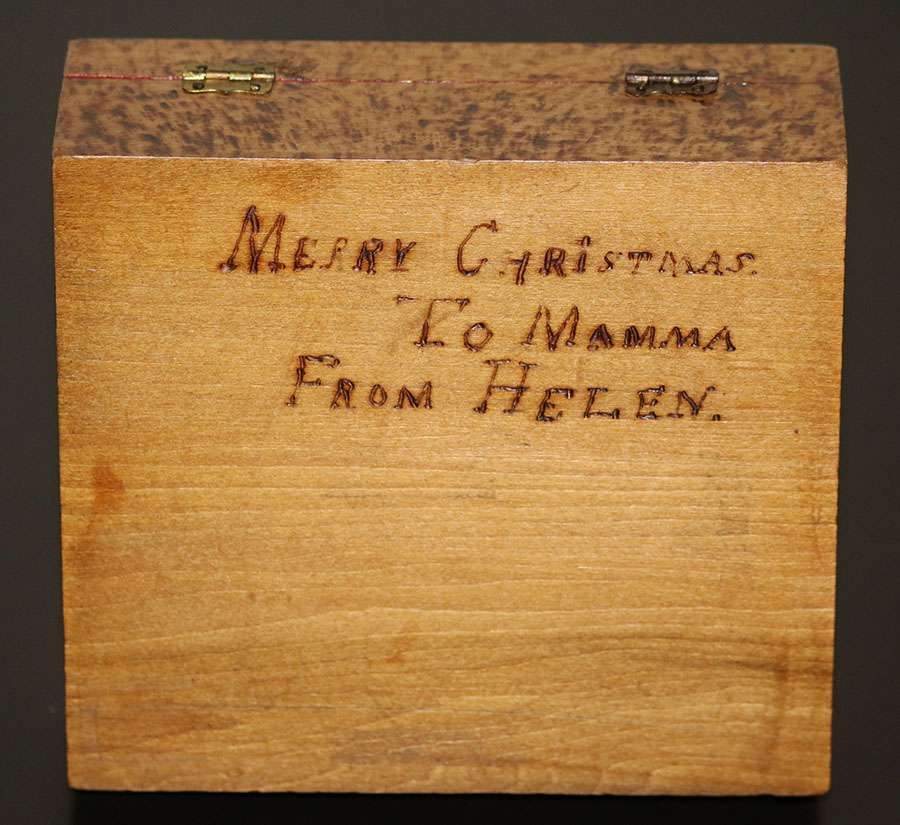 MERRY CHRISTMAS.
TO MAMMA
FROM HELEN.